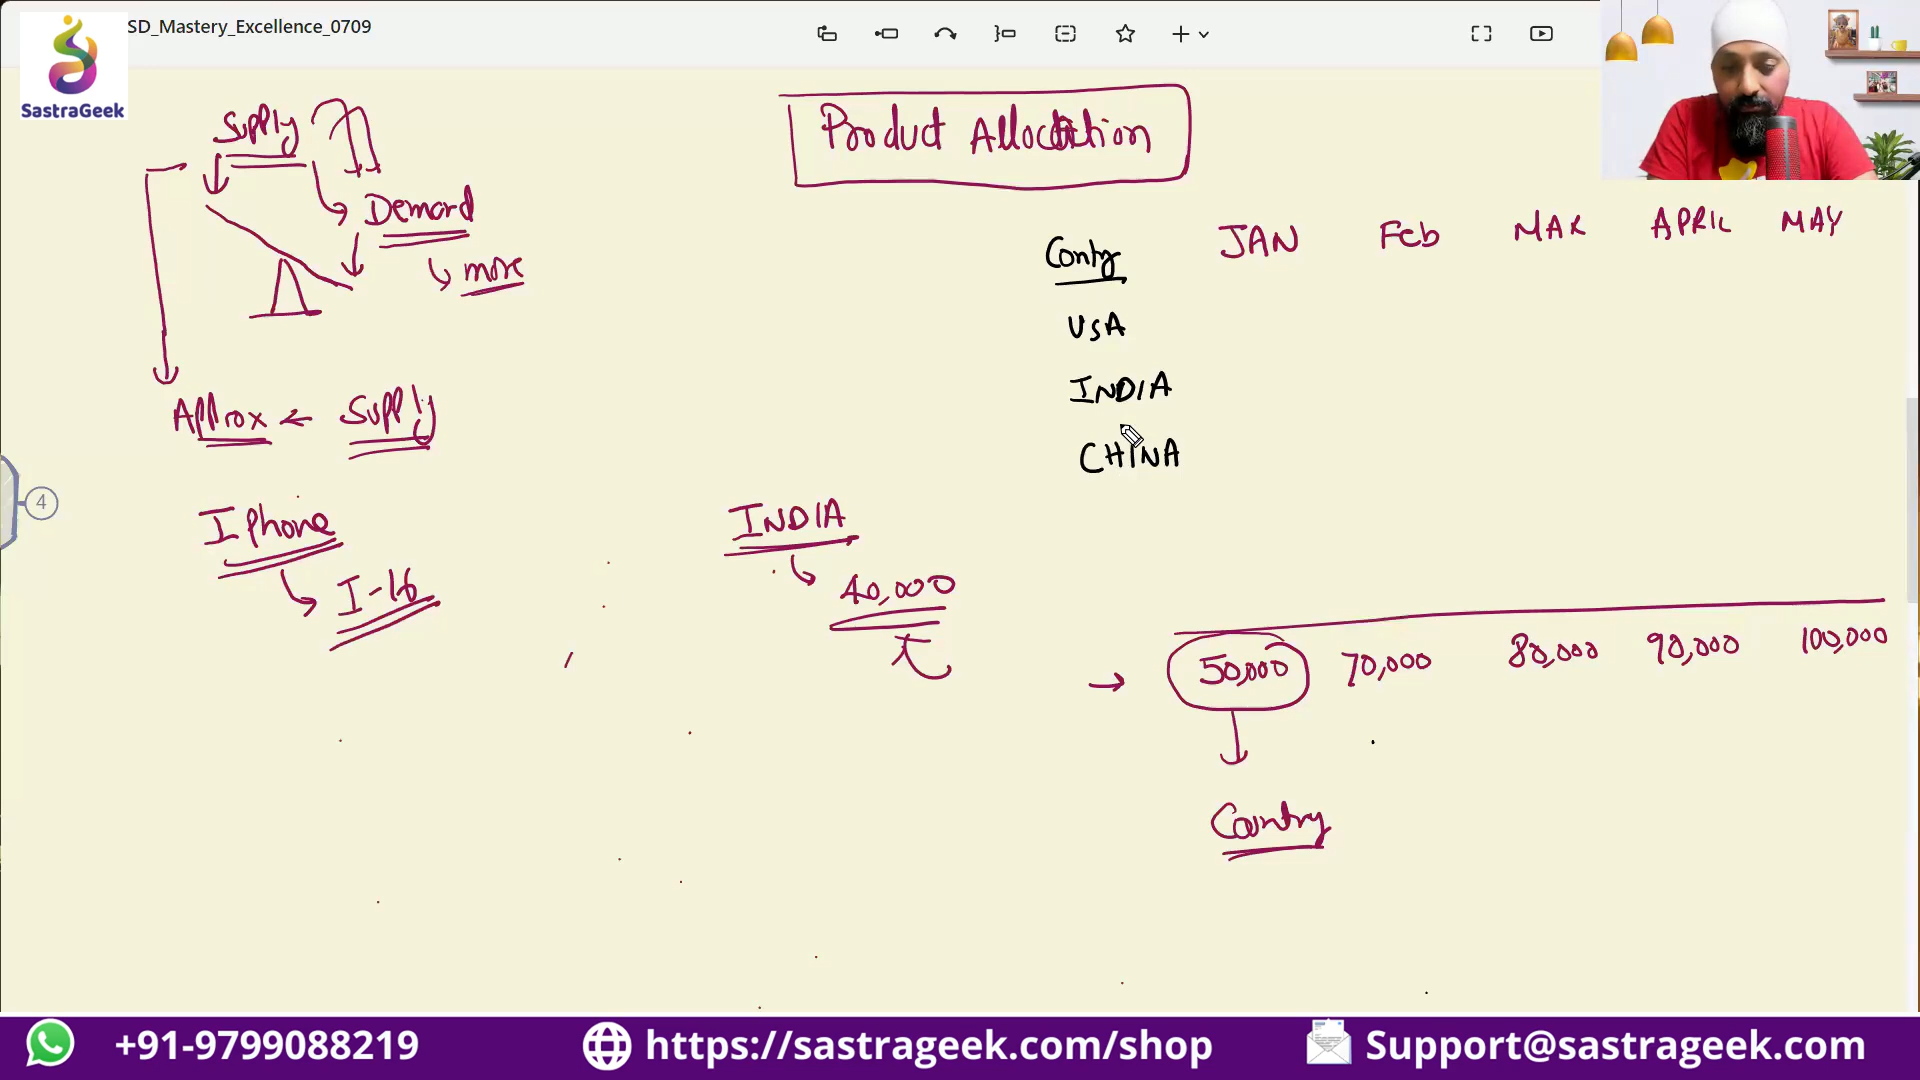 SD_Mastery_Excellence_0709
SastraGeek
Product Allocation
Supply
Demand
more
Approx ← Supply
Iphone
I-16
INDIA
40,000
Conty
JAN Feb MAR APRIL MAY
USA
INDIA
CHINA
50,000 70,000 80,000 90,000 100,000
Country
4
+91-9799088219
https://sastrageek.com/shop
Support@sastrageek.com